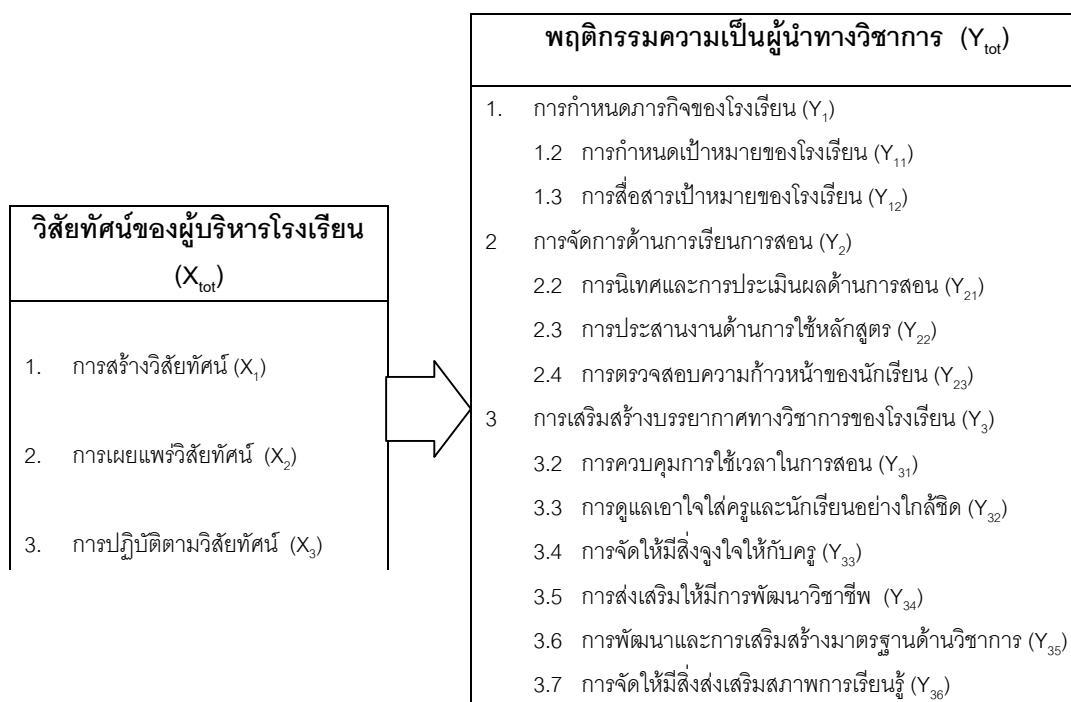 วิสัยทัศน์ของผู้บริหารโรงเรียน
(Xtot)
1. การสร้างวิสัยทัศน์ (X1)
2. การเผยแพร่วิสัยทัศน์ (X2)
3. การปฏิบัติตามวิสัยทัศน์ (X3)
พฤติกรรมความเป็นผู้นำทางวิชาการ (Ytot)
1. การกำหนดภารกิจของโรงเรียน (Y1)
1.2 การกำหนดเป้าหมายของโรงเรียน (Y11)
1.3 การสื่อสารเป้าหมายของโรงเรียน (Y12)
2 การจัดการด้านการเรียนการสอน (Y2)
2.2 การนิเทศและการประเมินผลด้านการสอน (Y21)
2.3 การประสานงานด้านการใช้หลักสูตร (Y22)
2.4 การตรวจสอบความก้าวหน้าของนักเรียน (Y23)
3 การเสริมสร้างบรรยากาศทางวิชาการของโรงเรียน (Y3)
3.2 การควบคุมการใช้เวลาในการสอน (Y31)
3.3 การดูแลเอาใจใส่ครูและนักเรียนอย่างใกล้ชิด (Y32)
3.4 การจัดให้มีสิ่งจูงใจให้กับครู (Y33)
3.5 การส่งเสริมให้มีการพัฒนาวิชาชีพ (Y34)
3.6 การพัฒนาและการเสริมสร้างมาตรฐานด้านวิชาการ (Y35)
3.7 การจัดให้มีสิ่งส่งเสริมสภาพการเรียนรู้ (Y36)